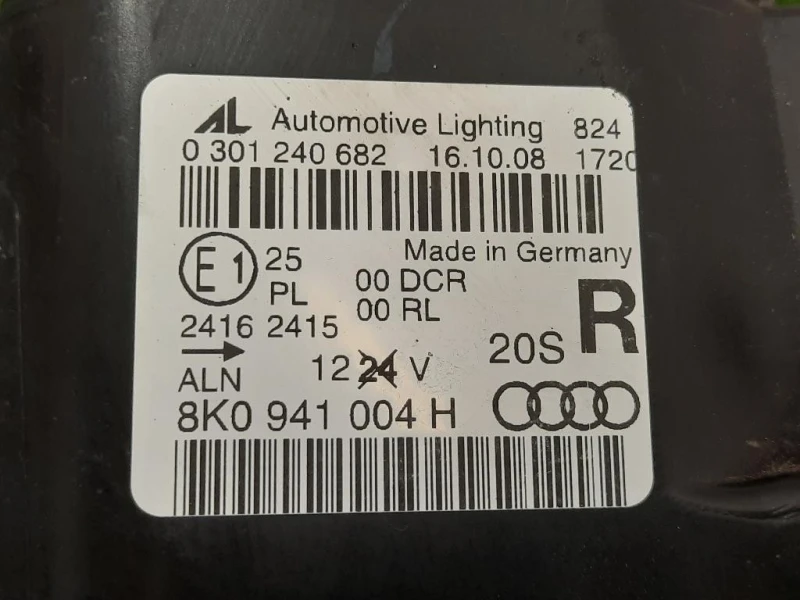 AL Automotive Lighting 824
0 301 240 682 16.10.08 1720
Made in Germany
E1 25 00 DCR
PL 00 RL R
2416 2415
20S
12 24 V
ALN
8K0 941 004 H